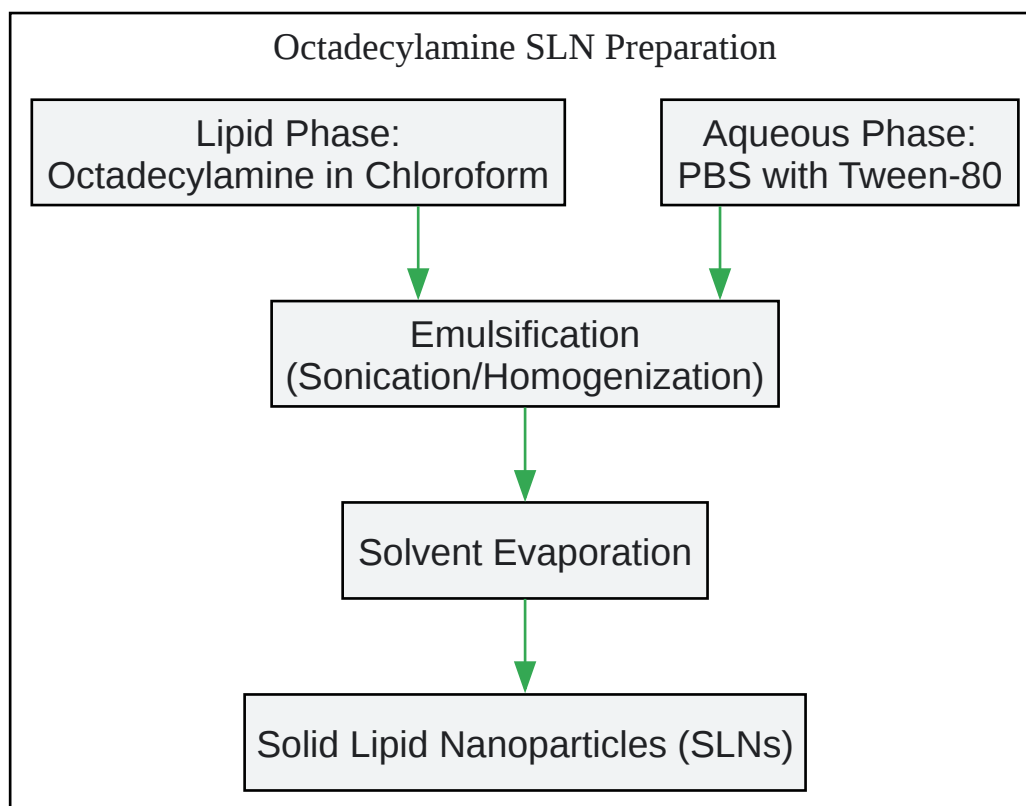 Octadecylamine SLN Preparation
Lipid Phase:
Octadecylamine in Chloroform
Aqueous Phase:
PBS with Tween-80
Emulsification
(Sonication/Homogenization)
Solvent Evaporation
Solid Lipid Nanoparticles (SLNs)